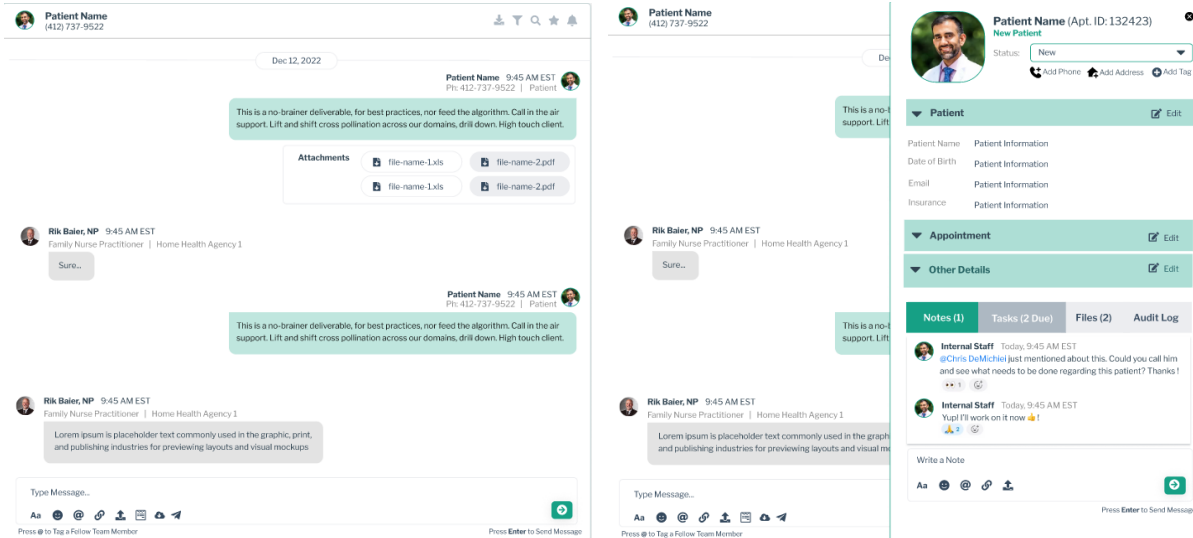 Patient Name
(412) 737-9522
Dec 12, 2022
Patient Name 9:45 AM EST
Ph: 412-737-9522 | Patient
This is a no-brainer deliverable, for best practices, nor feed the algorithm. Call in the air
support. Lift and shift cross pollination across our domains, drill down. High touch client.
Attachments
file-name-1.xls file-name-2.pdf
file-name-1.xls file-name-2.pdf
Rik Baier, NP 9:45 AM EST
Family Nurse Practitioner | Home Health Agency 1
Sure...
Patient Name 9:45 AM EST
Ph: 412-737-9522 | Patient
This is a no-brainer deliverable, for best practices, nor feed the algorithm. Call in the air
support. Lift and shift cross pollination across our domains, drill down. High touch client.
Rik Baier, NP 9:45 AM EST
Family Nurse Practitioner | Home Health Agency 1
Lorem ipsum is placeholder text commonly used in the graphic, print,
and publishing industries for previewing layouts and visual mockups
Type Message...
Aa
Press @ to Tag a Fellow Team Member Press Enter to Send Message
Patient Name
(412) 737-9522
De
This is a no-b
support. Lift
Rik Baier, NP 9:45 AM EST
Family Nurse Practitioner | Home Health Agency 1
Sure...
This is a no-b
support. Lift
Rik Baier, NP 9:45 AM EST
Family Nurse Practitioner | Home Health Agency 1
Lorem ipsum is placeholder text commonly used in the graph
and publishing industries for previewing layouts and visual mo
Type Message...
Aa
Press @ to Tag a Fellow Team Member
Patient Name (Apt. ID: 132423)
New Patient
Status: New
Add Phone Add Address Add Tag
Patient Edit
Patient Name Patient Information
Date of Birth Patient Information
Email Patient Information
Insurance Patient Information
Appointment Edit
Other Details Edit
Notes (1) Tasks (2 Due) Files (2) Audit Log
Internal Staff Today, 9:45 AM EST
@Chris DeMichiei just mentioned about this. Could you call him
and see what needs to be done regarding this patient? Thanks !
👀 1
Internal Staff Today, 9:45 AM EST
Yup! I'll work on it now 👍!
🙏 2
Write a Note
Aa
Press Enter to Send Message